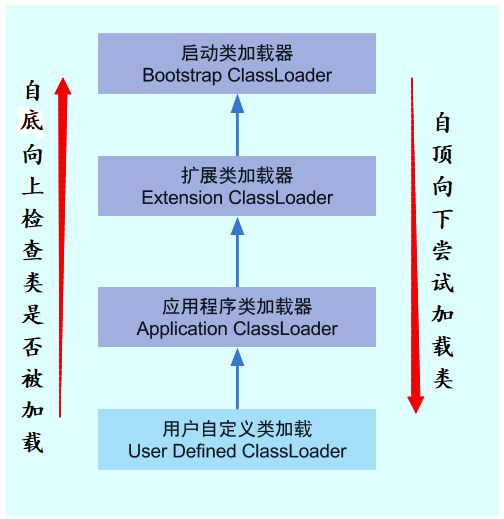 启动类加载器
Bootstrap ClassLoader
扩展类加载器
Extension ClassLoader
应用程序类加载器
Application ClassLoader
用户自定义类加载
User Defined ClassLoader
自底向上检查类是否被加载
自顶向下尝试加载类